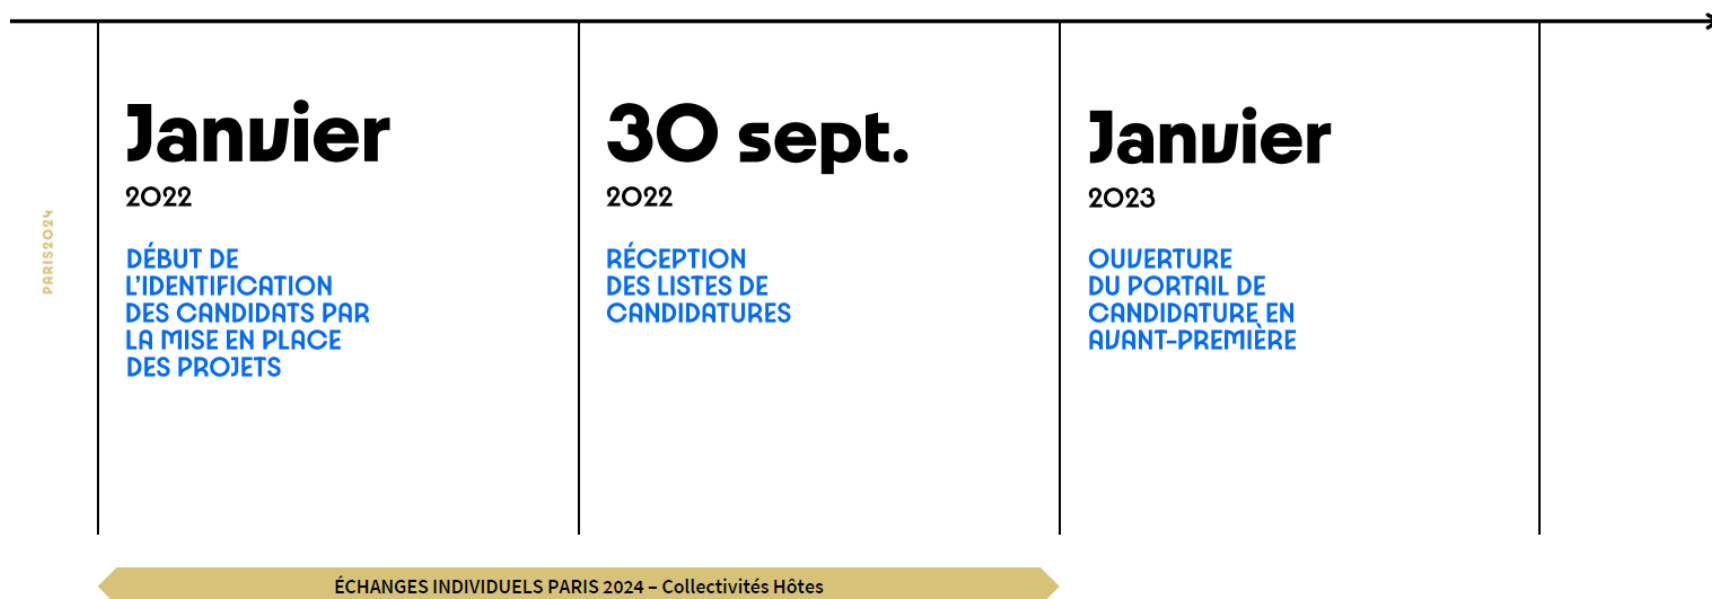 Janvier
2022
DÉBUT DE
L'IDENTIFICATION
DES CANDIDATS PAR
LA MISE EN PLACE
DES PROJETS
30 sept.
2022
RÉCEPTION
DES LISTES DE
CANDIDATURES
Janvier
2023
OUVERTURE
DU PORTAIL DE
CANDIDATURE EN
AVANT-PREMIÈRE
PARIS2024
ÉCHANGES INDIVIDUELS PARIS 2024 – Collectivités Hôtes